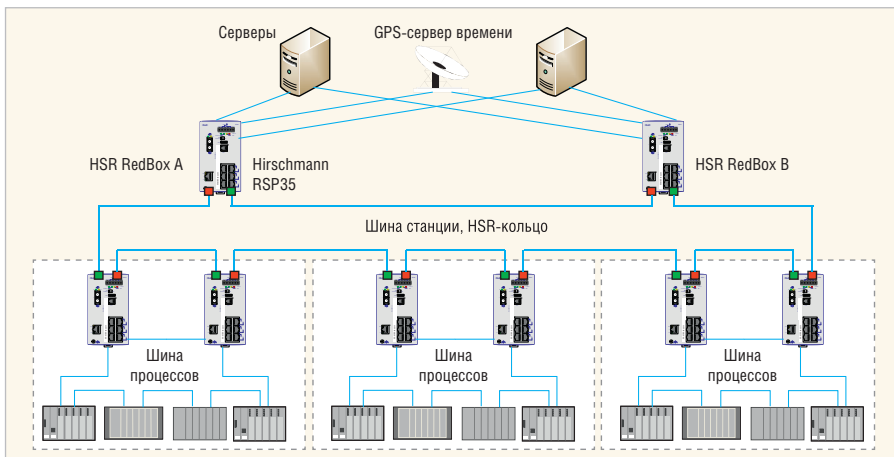 Серверы
GPS-сервер времени
HSR RedBox A
Hirschmann
RSP35
HSR RedBox B
Шина станции, HSR-кольцо
Шина
процессов
Шина
процессов
Шина
процессов